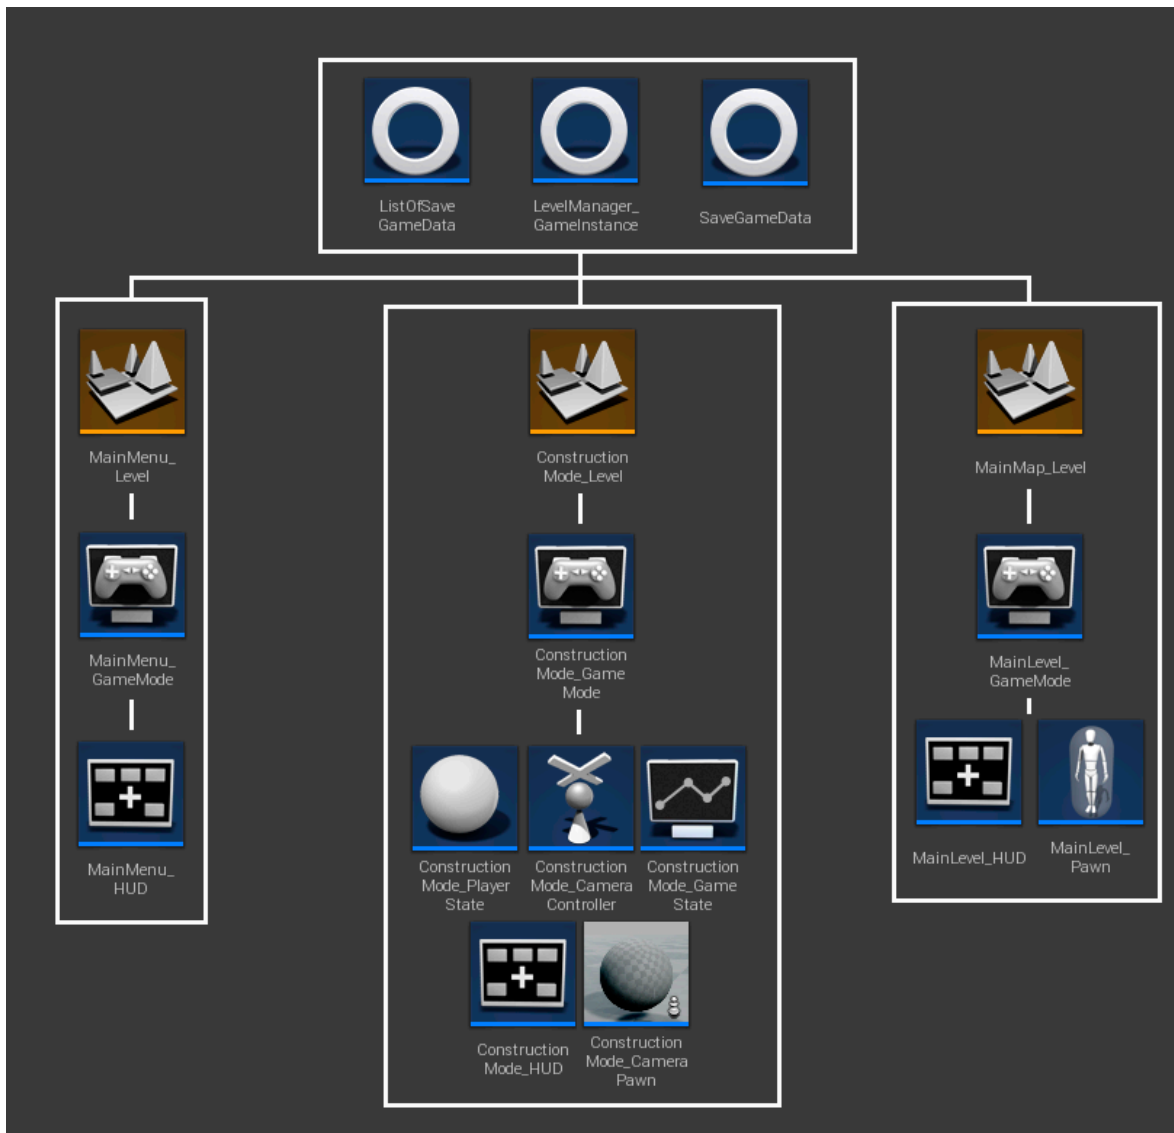 ListOfSave
GameData
LevelManager_
GameInstance
SaveGameData
MainMenu_
Level
MainMenu_
GameMode
MainMenu_
HUD
Construction
Mode_Level
Construction
Mode_Game
Mode
Construction
Mode_Player
State
Construction
Mode_Camera
Controller
Construction
Mode_Game
State
Construction
Mode_HUD
Construction
Mode_Camera
Pawn
MainMap_Level
MainLevel_
GameMode
MainLevel_HUD
MainLevel_
Pawn